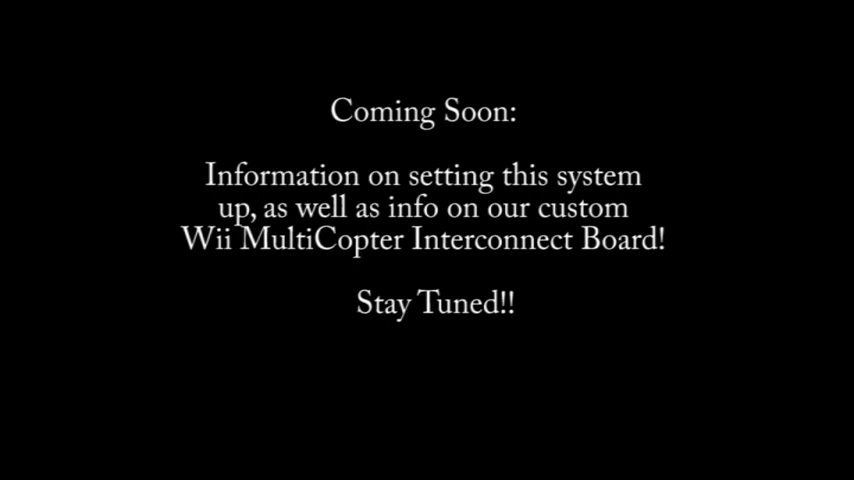 Coming Soon:
Information on setting this system
up, as well as info on our custom
Wii MultiCopter Interconnect Board!
Stay Tuned!!